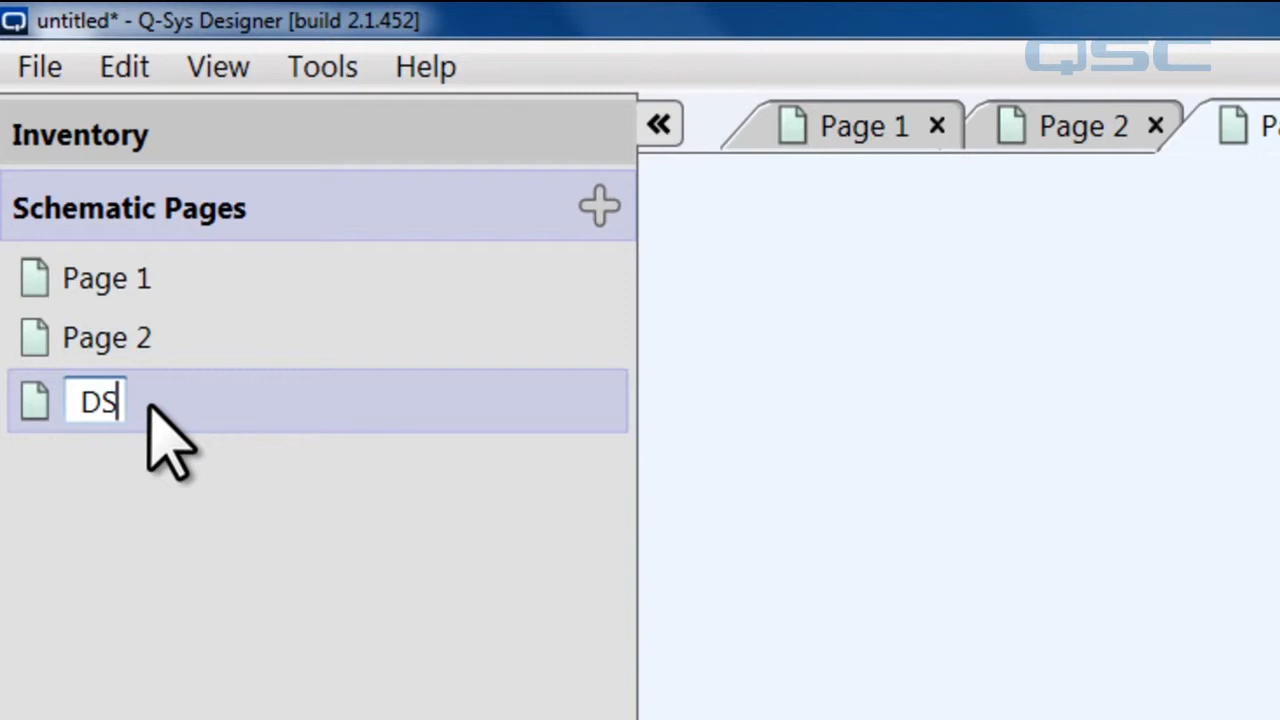 untitled* - Q-Sys Designer [build 2.1.452]
QSC
File Edit View Tools Help
Inventory
« Page 1 × Page 2 ×
Schematic Pages
Page 1
Page 2
DS